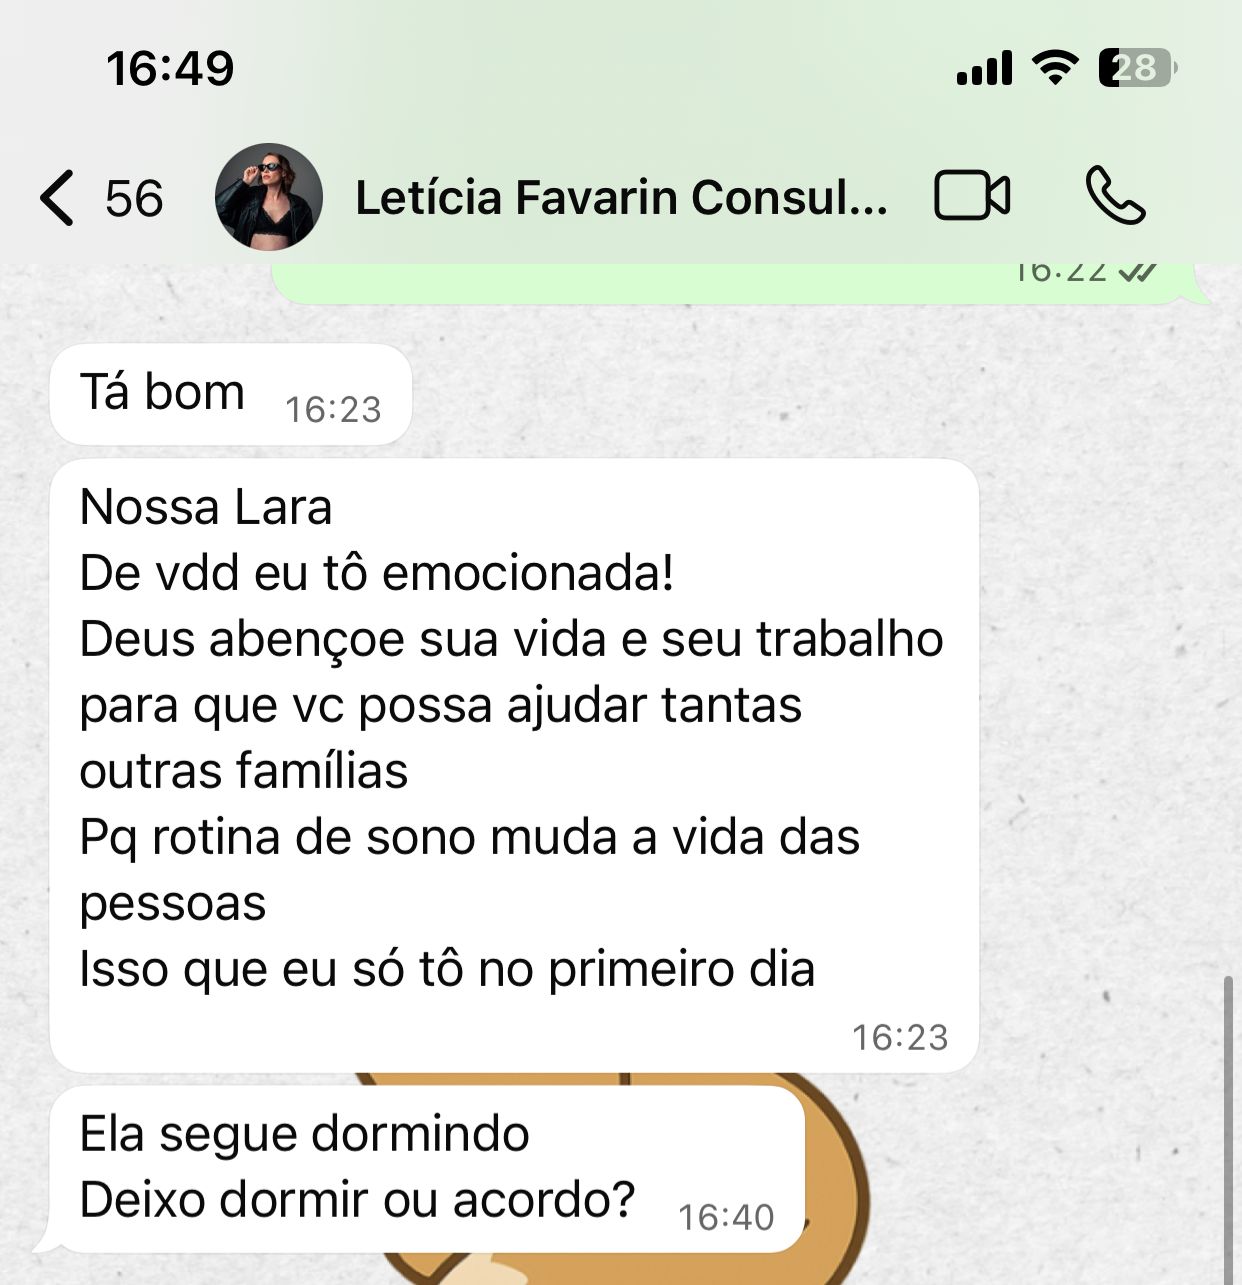 16:49
28
56
Letícia Favarin Consul...
16:22
Tá bom
16:23
Nossa Lara
De vdd eu tô emocionada!
Deus abençoe sua vida e seu trabalho
para que vc possa ajudar tantas
outras famílias
Pq rotina de sono muda a vida das
pessoas
Isso que eu só tô no primeiro dia
16:23
Ela segue dormindo
Deixo dormir ou acordo?
16:40